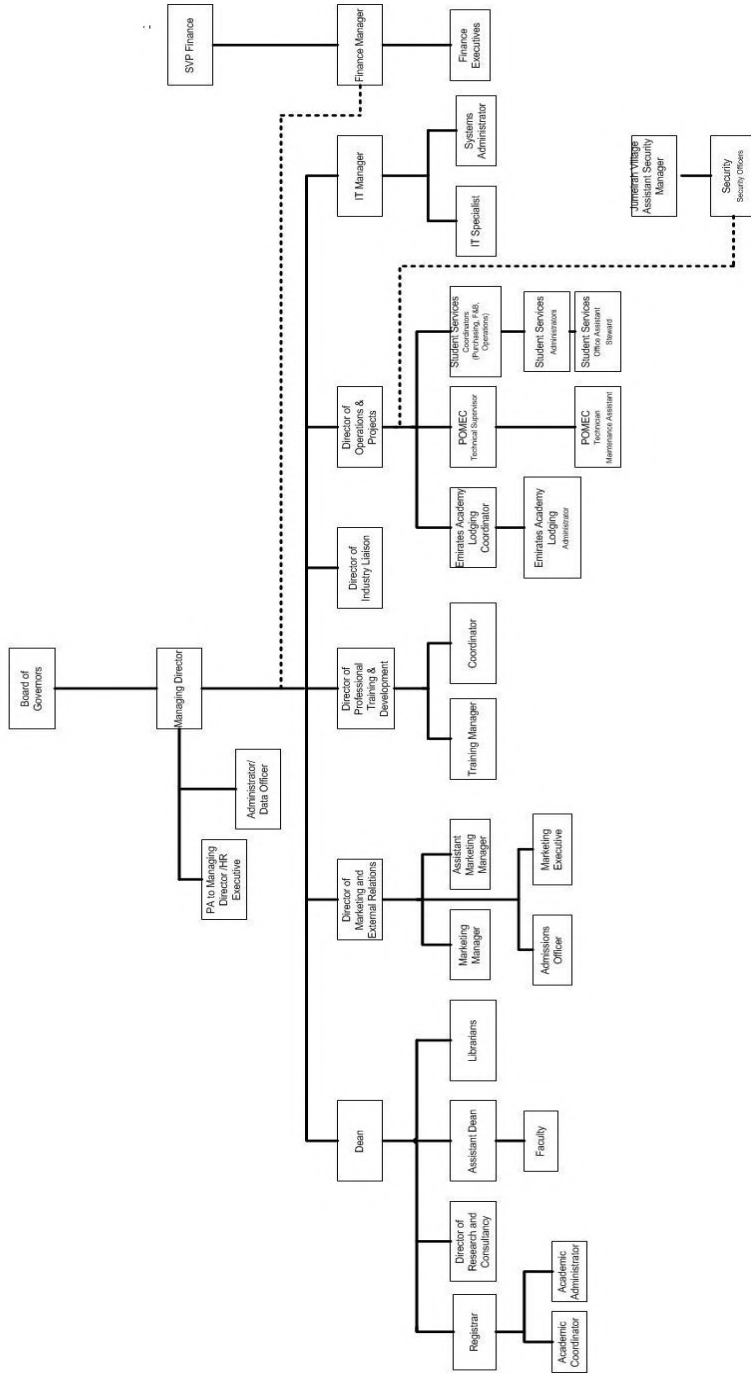 Board of
Governors
Managing Director
PA to Managing
Director /HR
Executive
Administrator/
Data Officer
SVP Finance
Finance Manager
Finance
Executives
Dean
Director of
Marketing and
External Relations
Director of
Professional
Training &
Development
Director of
Industry Liaison
Director of
Operations &
Projects
IT Manager
Registrar
Director of
Research and
Consultancy
Assistant Dean
Librarians
Academic
Coordinator
Academic
Administrator
Faculty
Marketing
Manager
Assistant
Marketing
Manager
Admissions
Officer
Marketing
Executive
Training Manager
Coordinator
Emirates Academy
Lodging
Coordinator
Emirates Academy
Lodging
Administrator
POMEC
Technical Supervisor
POMEC
Technician
Maintenance Assistant
Student Services
Coordinators
(Purchasing, F&B,
Operations)
Student Services
Administrators
Student Services
Office Assistant
Steward
IT Specialist
Systems
Administrator
Jumeirah Village
Assistant Security
Manager
Security
Security Officers